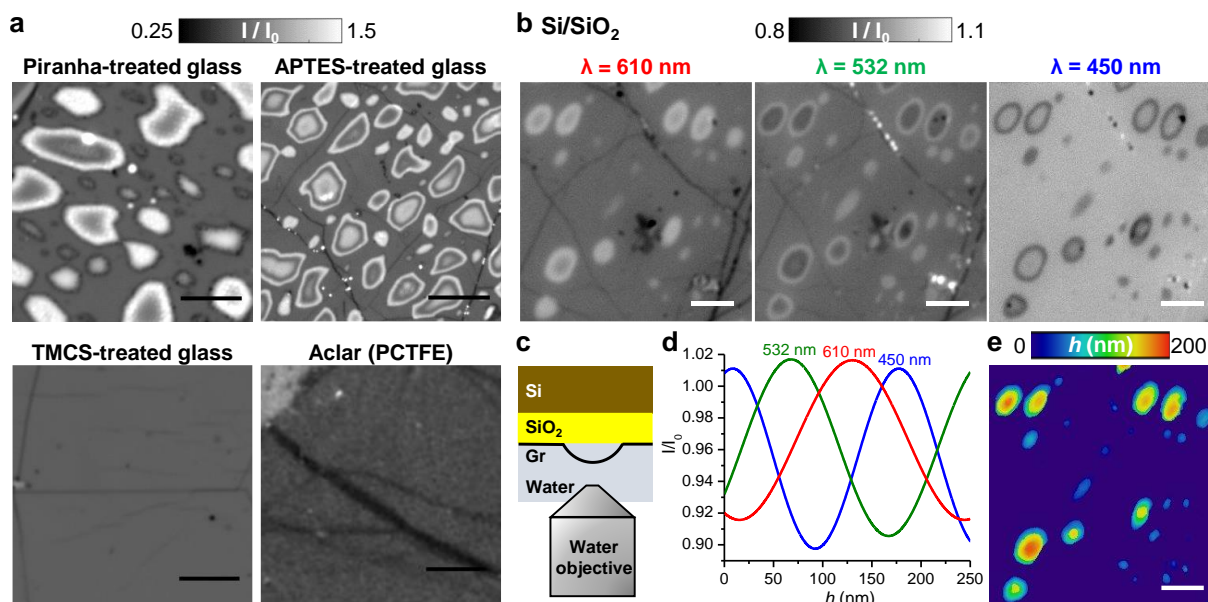 a
0.25 I / I0 1.5
Piranha-treated glass APTES-treated glass
TMCS-treated glass Aclar (PCTFE)
b Si/SiO2
0.8 I / I0 1.1
λ = 610 nm λ = 532 nm λ = 450 nm
c
Si
SiO2
Gr
Water
Water
objective
d
532 nm 610 nm 450 nm
1.02
1.00
0.98
0.96
0.94
0.92
0.90
I/I0
0 50 100 150 200 250
h (nm)
e
0 h (nm) 200